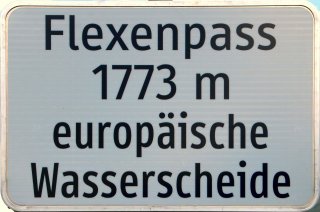 Flexenpass
1773 m
europäische
Wasserscheide